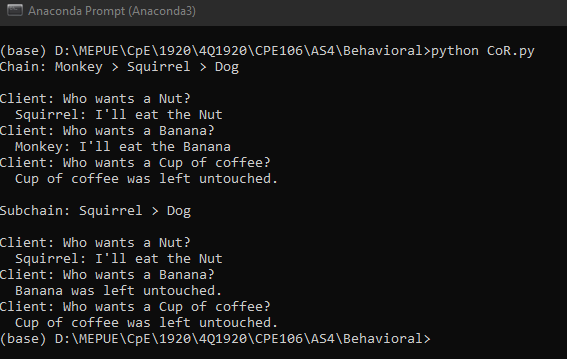 Anaconda Prompt (Anaconda3)
(base) D:\MEPUE\CpE\1920\4Q1920\CPE106\AS4\Behavioral>python CoR.py
Chain: Monkey > Squirrel > Dog
Client: Who wants a Nut?
  Squirrel: I'll eat the Nut
Client: Who wants a Banana?
  Monkey: I'll eat the Banana
Client: Who wants a Cup of coffee?
  Cup of coffee was left untouched.
Subchain: Squirrel > Dog
Client: Who wants a Nut?
  Squirrel: I'll eat the Nut
Client: Who wants a Banana?
  Banana was left untouched.
Client: Who wants a Cup of coffee?
  Cup of coffee was left untouched.
(base) D:\MEPUE\CpE\1920\4Q1920\CPE106\AS4\Behavioral>